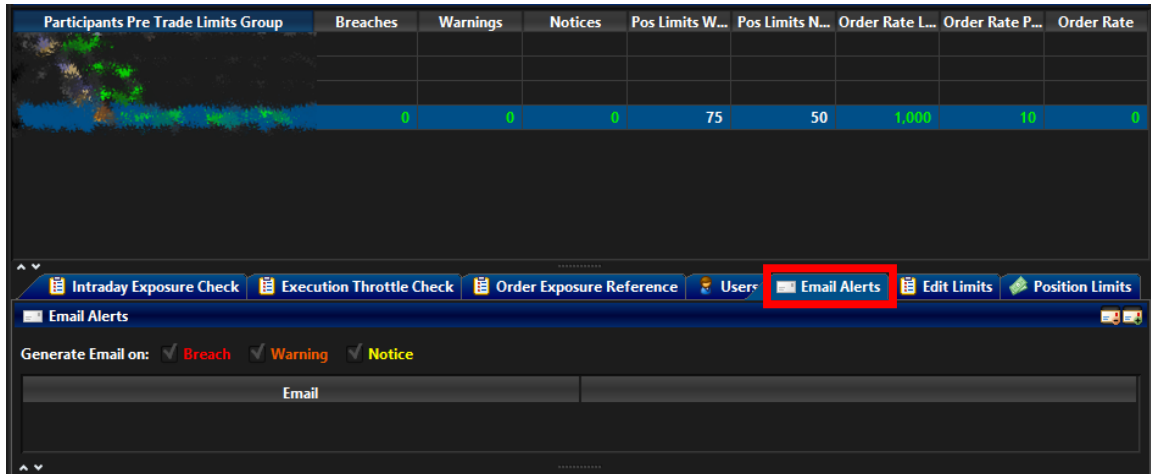 Participants Pre Trade Limits Group Breaches Warnings Notices Pos Limits W... Pos Limits N... Order Rate L... Order Rate P... Order Rate
0 0 0 75 50 1,000 10 0
Intraday Exposure Check Execution Throttle Check Order Exposure Reference Users Email Alerts Edit Limits Position Limits
Email Alerts
Generate Email on: Breach Warning Notice
Email